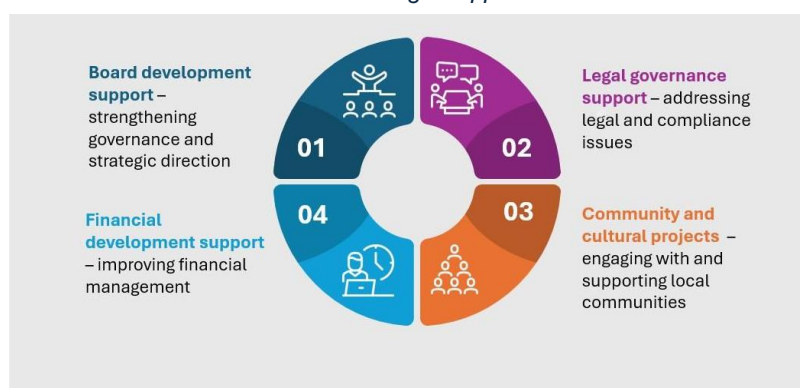 Board development
support –
strengthening
governance and
strategic direction
01
02
Legal governance
support – addressing
legal and compliance
issues
Financial
development support
– improving financial
management
04
03
Community and
cultural projects –
engaging with and
supporting local
communities